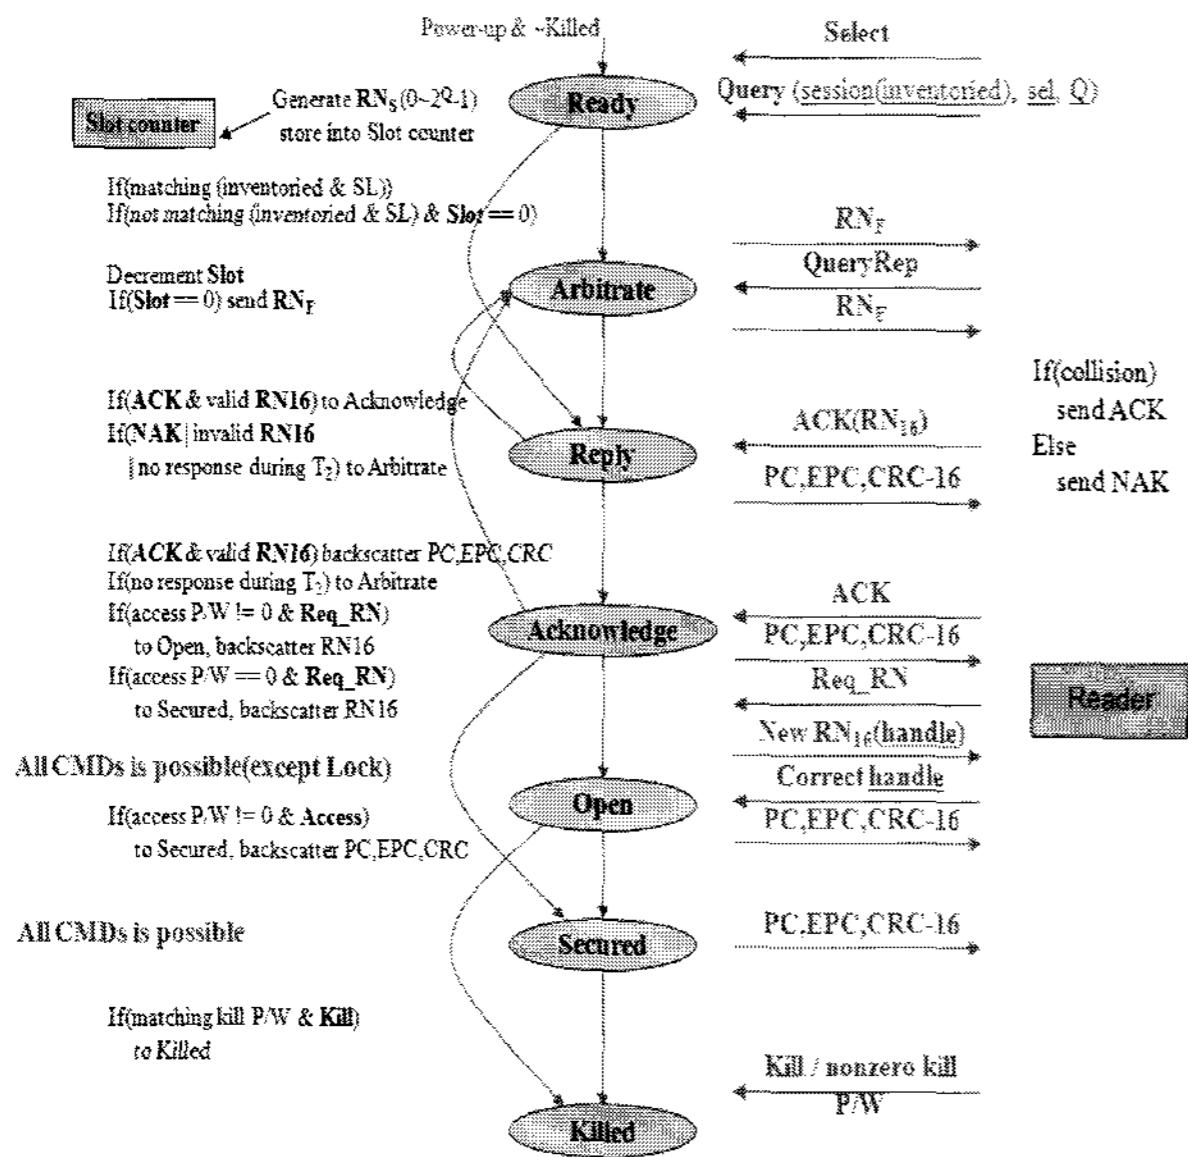 Power-up & ~Killed
Select
Ready
Query (session(inventoried), sel, Q)
Slot counter
Generate RNS(0~2Q-1)
store into Slot counter
If(matching (inventoried & SL))
If(not matching (inventoried & SL) & Slot == 0)
RNF
QueryRep
Decrement Slot
If(Slot == 0) send RNF
Arbitrate
RNF
If(ACK & valid RN16) to Acknowledge
If(NAK | invalid RN16
| no response during T2) to Arbitrate
Reply
ACK(RN16)
PC,EPC,CRC-16
If(collision)
send ACK
Else
send NAK
If(ACK & valid RN16) backscatter PC,EPC,CRC
If(no response during T2) to Arbitrate
If(access P/W != 0 & Req_RN)
to Open, backscatter RN16
If(access P/W == 0 & Req_RN)
to Secured, backscatter RN16
Acknowledge
ACK
PC,EPC,CRC-16
Req_RN
New RN16(handle)
Reader
All CMDs is possible(except Lock)
If(access P/W != 0 & Access)
to Secured, backscatter PC,EPC,CRC
Open
Correct handle
PC,EPC,CRC-16
All CMDs is possible
Secured
PC,EPC,CRC-16
If(matching kill P/W & Kill)
to Killed
Kill / nonzero kill
P/W
Killed